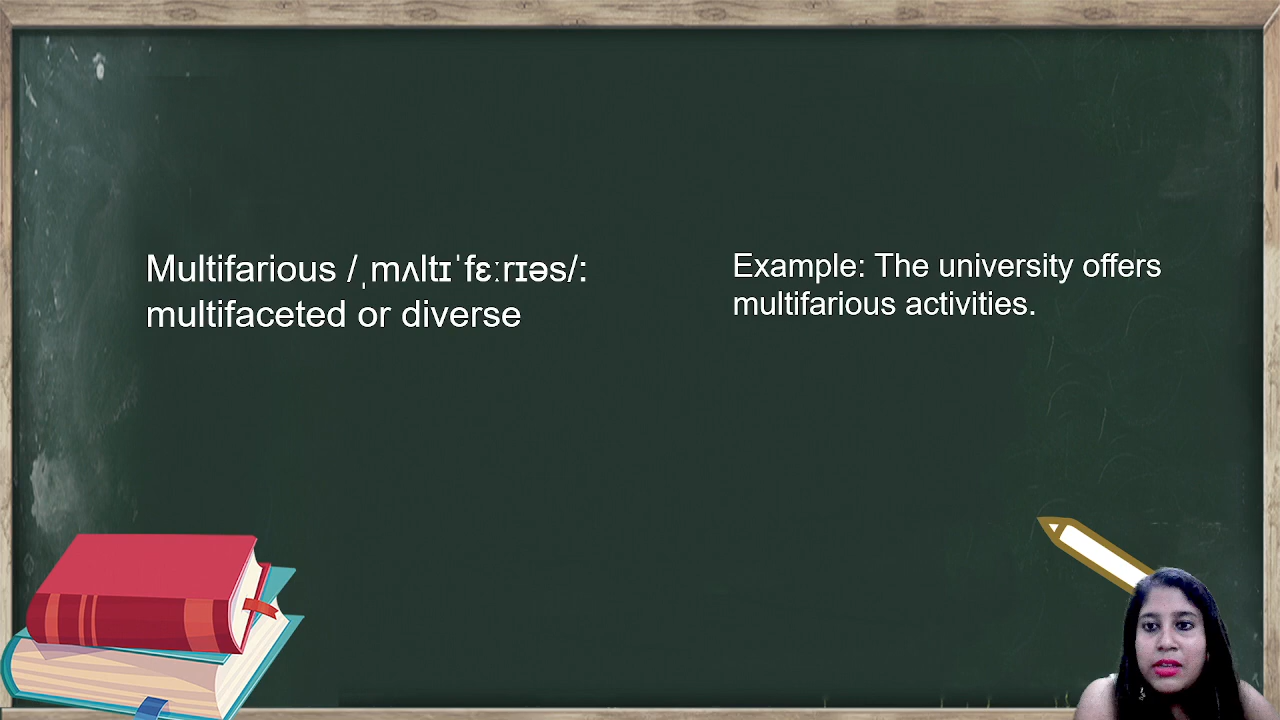 Multifarious /ˌmʌltɪˈfɛːrɪəs/:
multifaceted or diverse
Example: The university offers
multifarious activities.